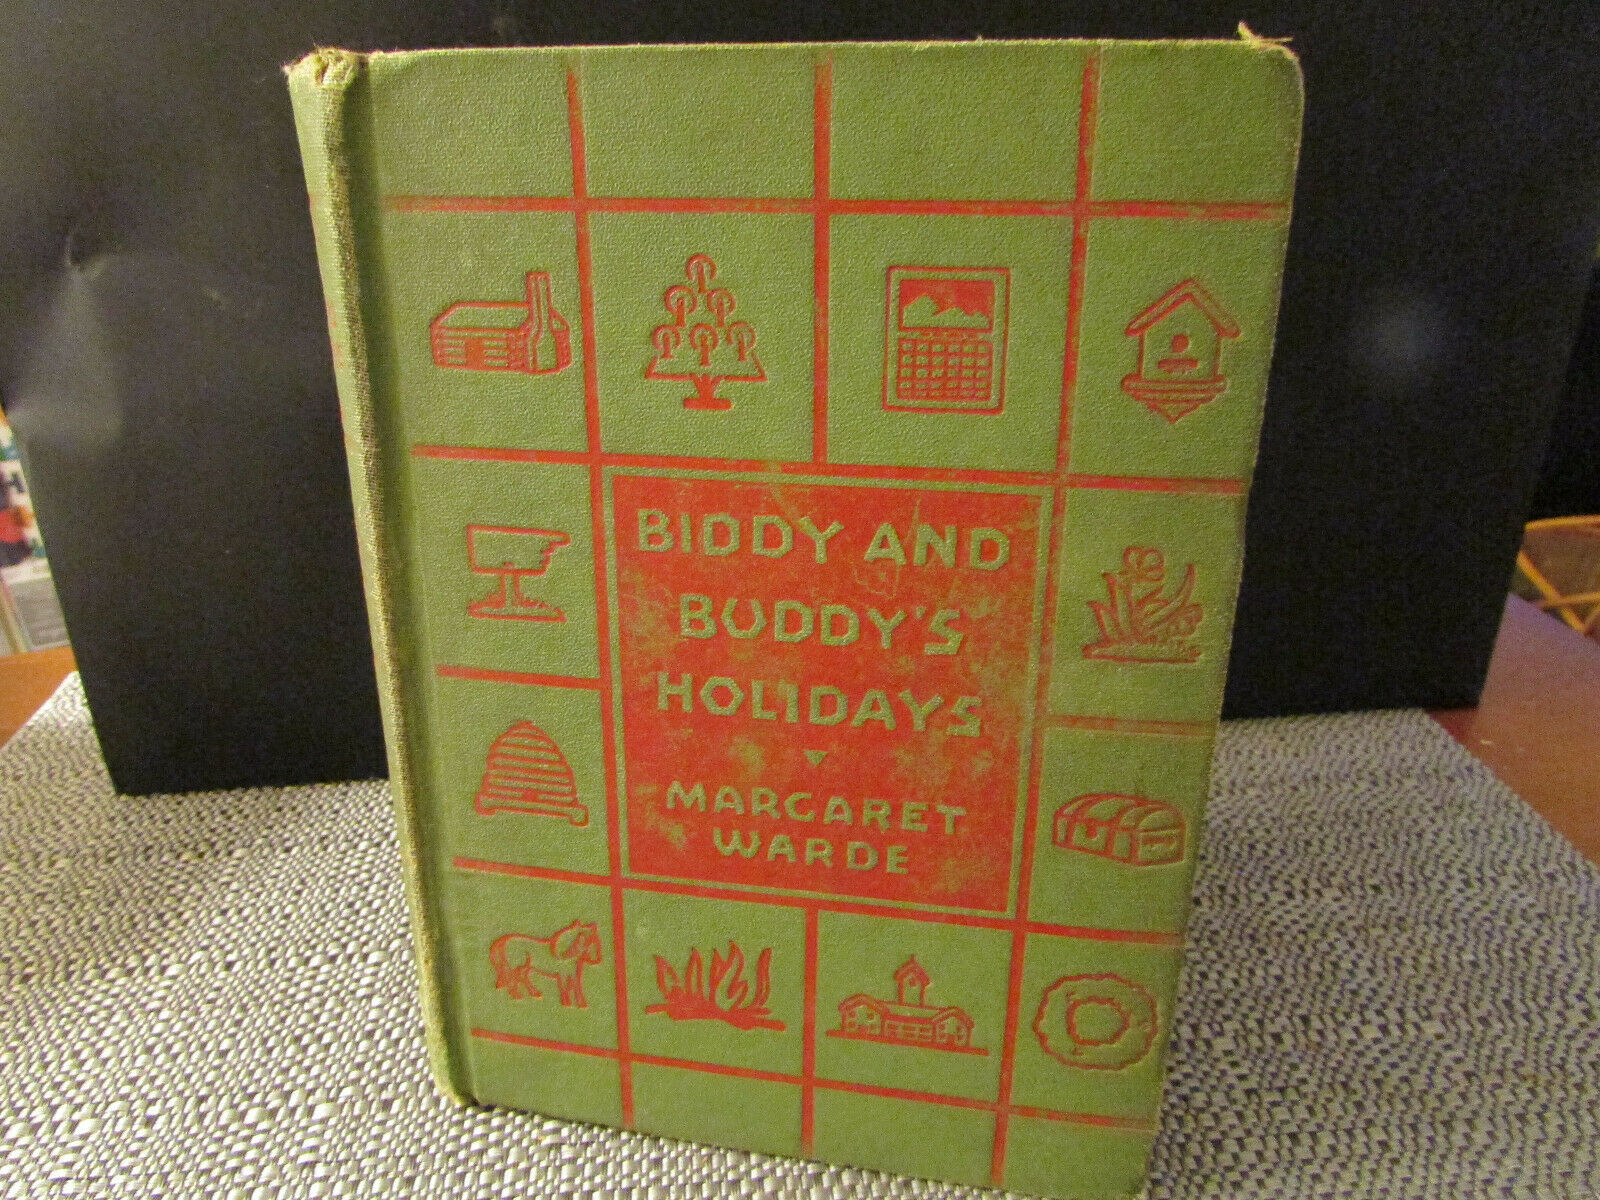 BIDDY AND
BUDDY'S
HOLIDAYS
MARGARET
WARDE